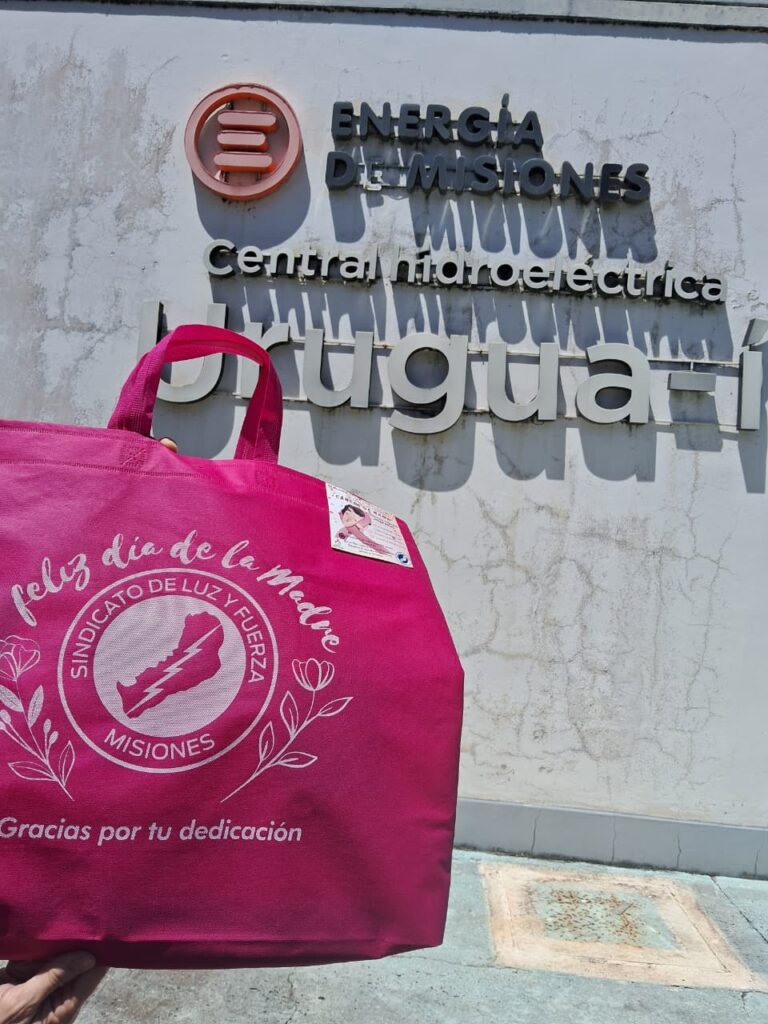 ENERGÍA
DE MISIONES
Central hidroeléctrica
Urugua-í
feliz día de la Madre
SINDICATO DE LUZ Y FUERZA
MISIONES
Gracias por tu dedicación